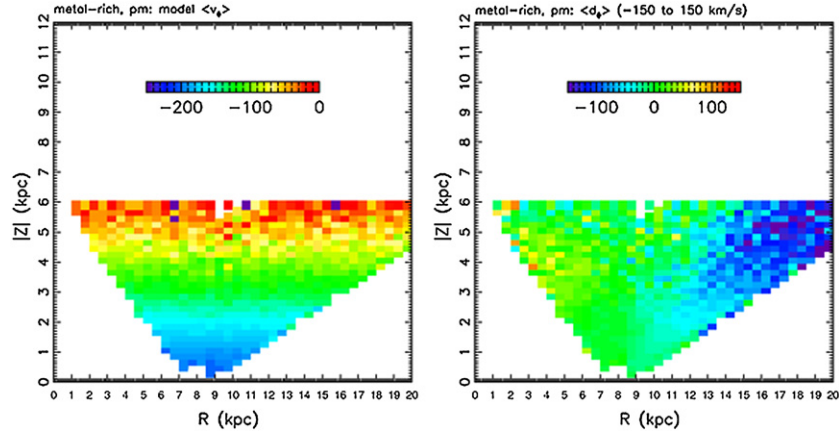 metal-rich, pm: model <v_ϕ>
-200 -100 0
12
11
10
9
8
7
6
5
4
3
2
1
0
|Z| (kpc)
0 1 2 3 4 5 6 7 8 9 10 11 12 13 14 15 16 17 18 19 20
R (kpc)
metal-rich, pm: <d_ϕ> (-150 to 150 km/s)
-100 0 100
12
11
10
9
8
7
6
5
4
3
2
1
0
|Z| (kpc)
0 1 2 3 4 5 6 7 8 9 10 11 12 13 14 15 16 17 18 19 20
R (kpc)